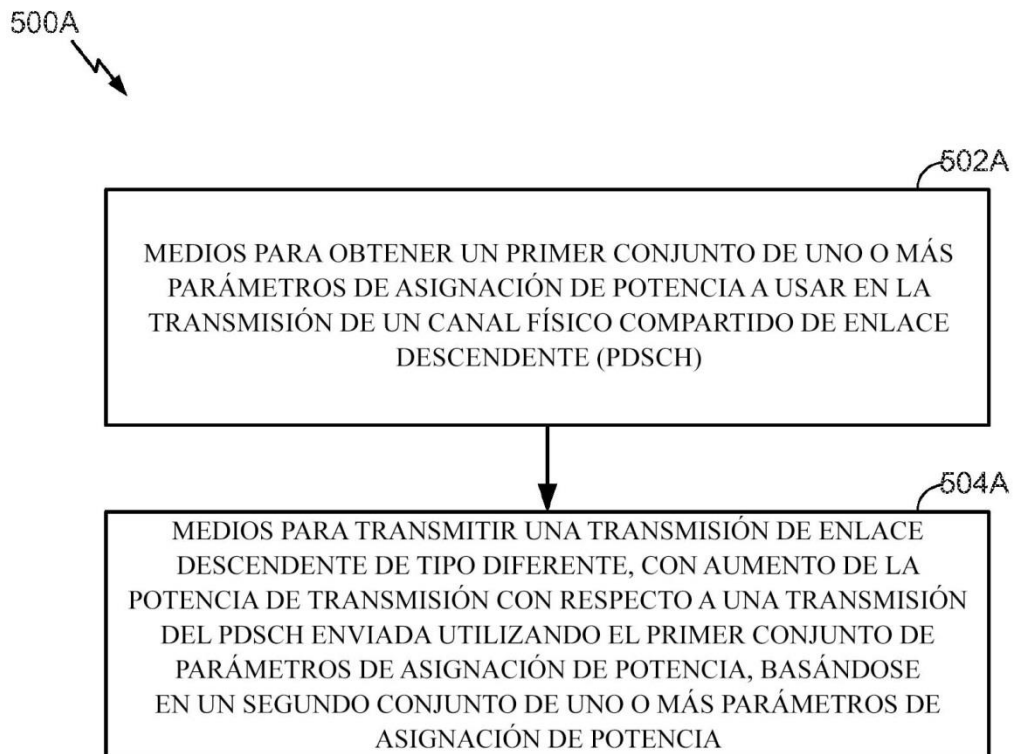 500A
502A
MEDIOS PARA OBTENER UN PRIMER CONJUNTO DE UNO O MÁS
PARÁMETROS DE ASIGNACIÓN DE POTENCIA A USAR EN LA
TRANSMISIÓN DE UN CANAL FÍSICO COMPARTIDO DE ENLACE
DESCENDENTE (PDSCH)
504A
MEDIOS PARA TRANSMITIR UNA TRANSMISIÓN DE ENLACE
DESCENDENTE DE TIPO DIFERENTE, CON AUMENTO DE LA
POTENCIA DE TRANSMISIÓN CON RESPECTO A UNA TRANSMISIÓN
DEL PDSCH ENVIADA UTILIZANDO EL PRIMER CONJUNTO DE
PARÁMETROS DE ASIGNACIÓN DE POTENCIA, BASÁNDOSE
EN UN SEGUNDO CONJUNTO DE UNO O MÁS PARÁMETROS DE
ASIGNACIÓN DE POTENCIA